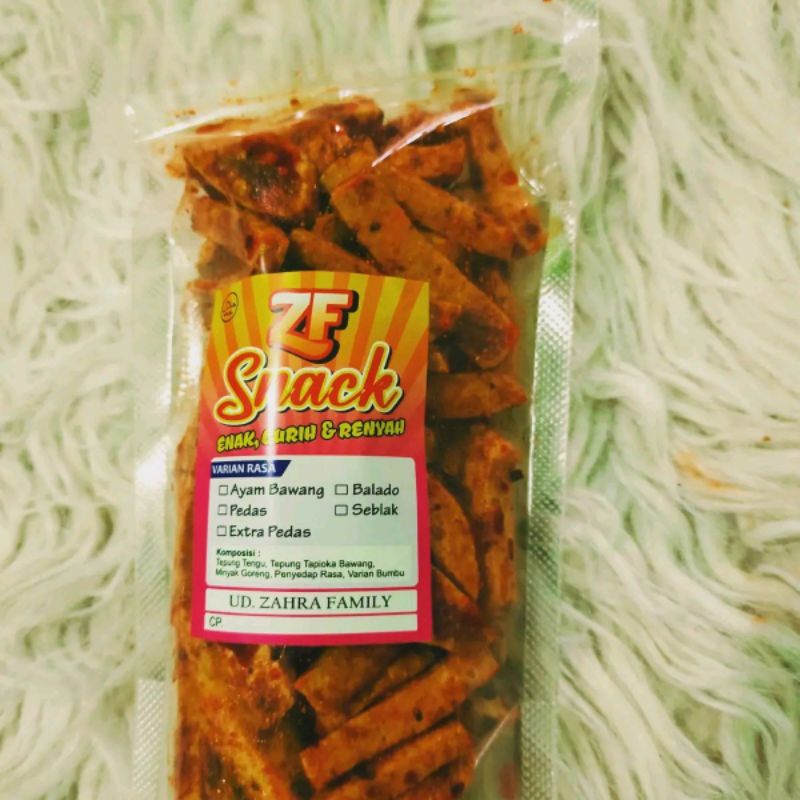 ZF
Snack
ENAK, GURIH & RENYAH
VARIAN RASA
☐ Ayam Bawang ☐ Balado
☐ Pedas ☐ Seblak
☐ Extra Pedas
Komposisi :
Tepung Tengu, Tepung Tapioka Bawang,
Minyak Goreng, Penyedap Rasa, Varian Bumbu
UD. ZAHRA FAMILY
CP.